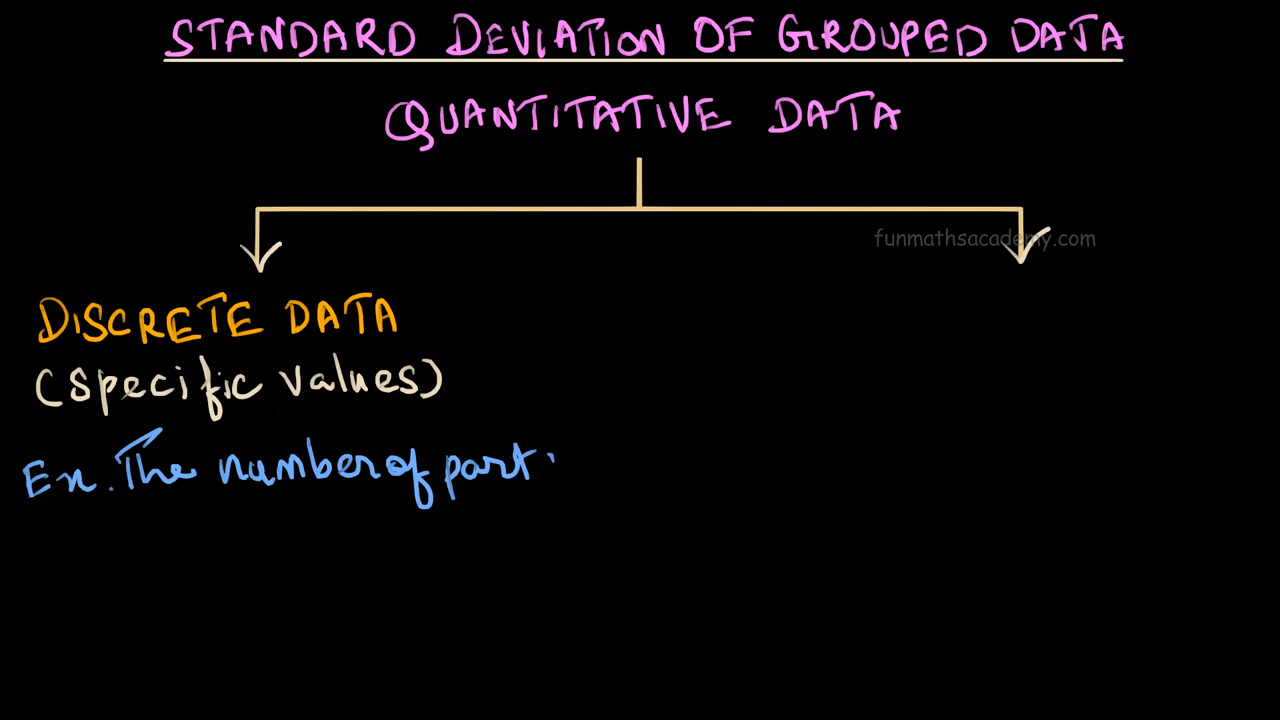 STANDARD DEVIATION OF GROUPED DATA
QUANTITATIVE DATA
funmathsacademy.com
DISCRETE DATA
(Specific values)
Ex. The number of part